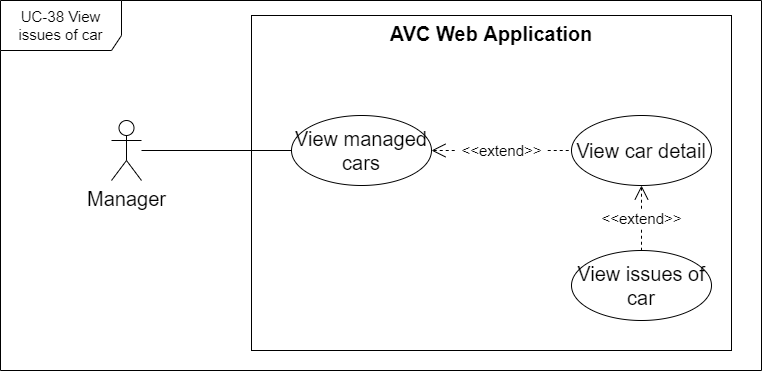 UC-38 View
issues of car
AVC Web Application
View managed
cars
<<extend>>
View car detail
Manager
<<extend>>
View issues of
car